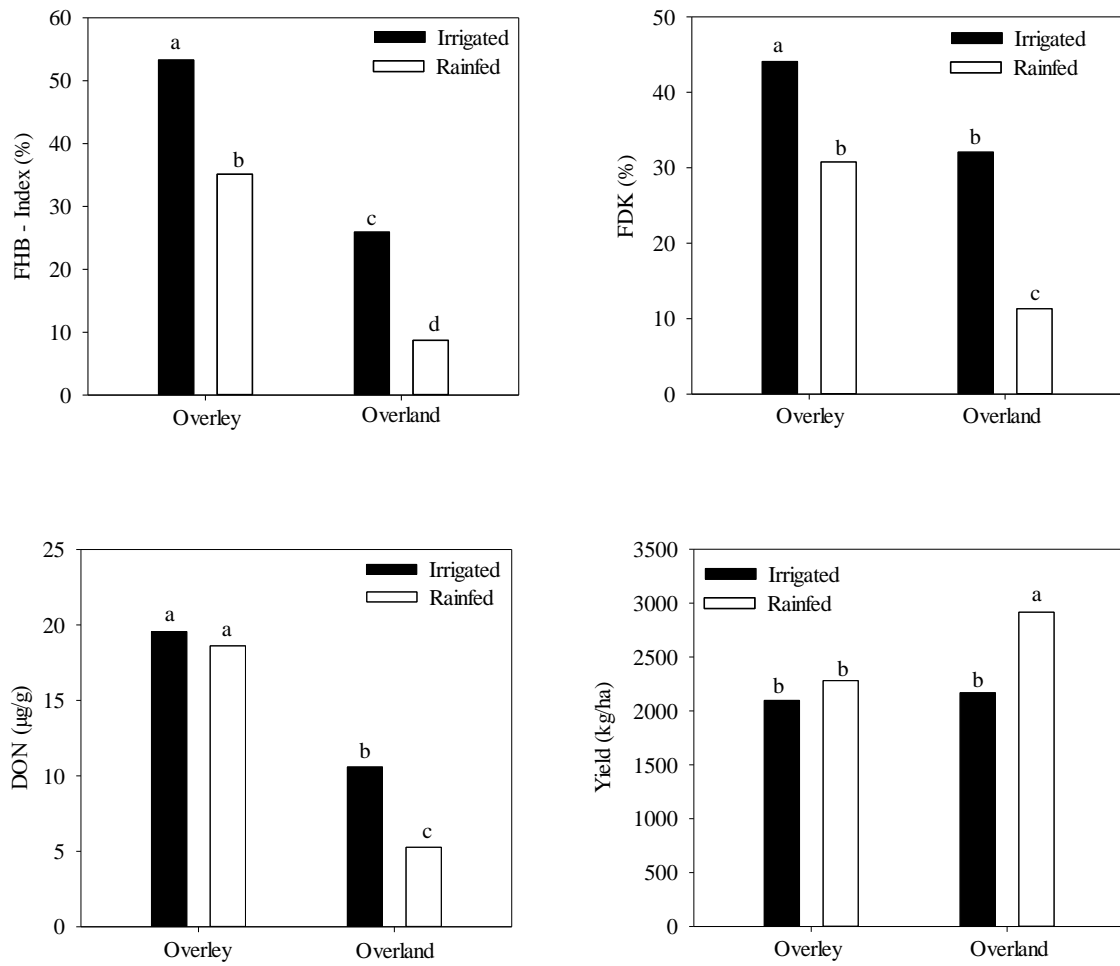 FHB - Index (%)
60
50
40
30
20
10
0
Irrigated
Rainfed
a
b
c
d
Overley
Overland
FDK (%)
50
40
30
20
10
0
Irrigated
Rainfed
a
b
b
c
Overley
Overland
DON (µg/g)
25
20
15
10
5
0
Irrigated
Rainfed
a
a
b
c
Overley
Overland
Yield (kg/ha)
3500
3000
2500
2000
1500
1000
500
0
Irrigated
Rainfed
b
b
b
a
Overley
Overland